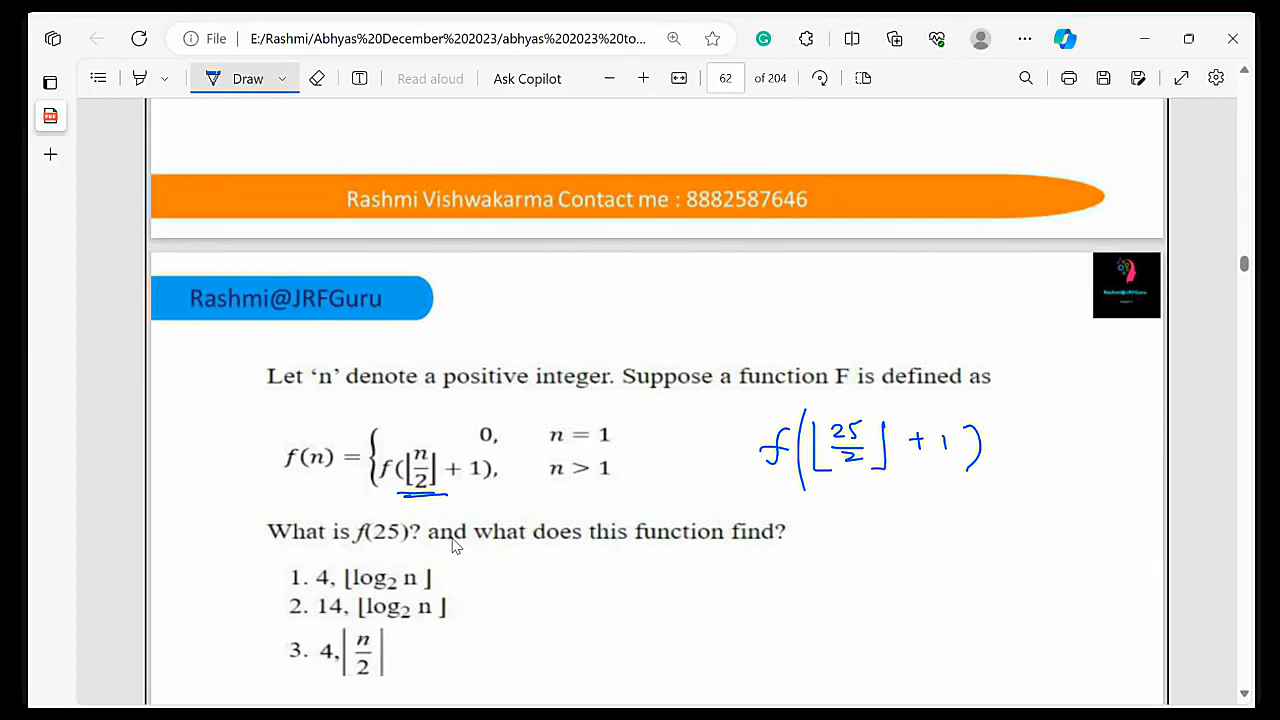 File E:/Rashmi/Abhyas%20December%202023/abhyas%202023%20to...
Draw Read aloud Ask Copilot 62 of 204
Rashmi Vishwakarma Contact me : 8882587646
Rashmi@JRFGuru
Rashmi@JRFGuru
Let ‘n’ denote a positive integer. Suppose a function F is defined as
f(n) = { 0, n = 1
f(⌊n/2⌋ + 1), n > 1
f(⌊25/2⌋ + 1)
What is f(25)? and what does this function find?
1. 4, ⌊log₂ n ⌋
2. 14, ⌊log₂ n ⌋
3. 4,|n/2|